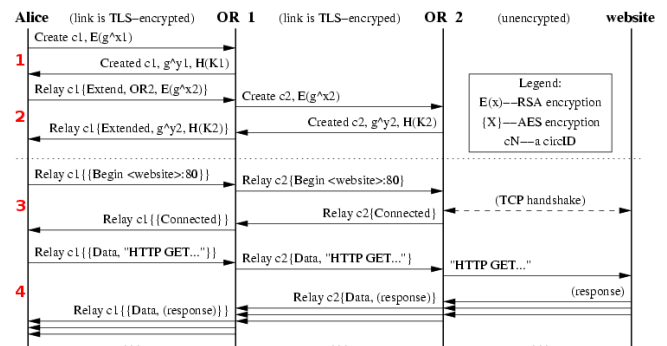 Alice (link is TLS-encrypted) OR 1 (link is TLS-encrypted) OR 2 (unencrypted) website
Create c1, E(g^x1)
1
Created c1, g^y1, H(K1)
Relay c1{Extend, OR2, E(g^x2)}
Create c2, E(g^x2)
2
Created c2, g^y2, H(K2)
Relay c1{Extended, g^y2, H(K2)}
Legend:
E(x)--RSA encryption
{X}--AES encryption
cN--a circID
Relay c1{{Begin <website>:80}}
Relay c2{Begin <website>:80}
3
(TCP handshake)
Relay c2{Connected}
Relay c1{{Connected}}
Relay c1{{Data, "HTTP GET..."}}
Relay c2{Data, "HTTP GET..."}
"HTTP GET..."
4
(response)
Relay c2{Data, (response)}
Relay c1{{Data, (response)}}